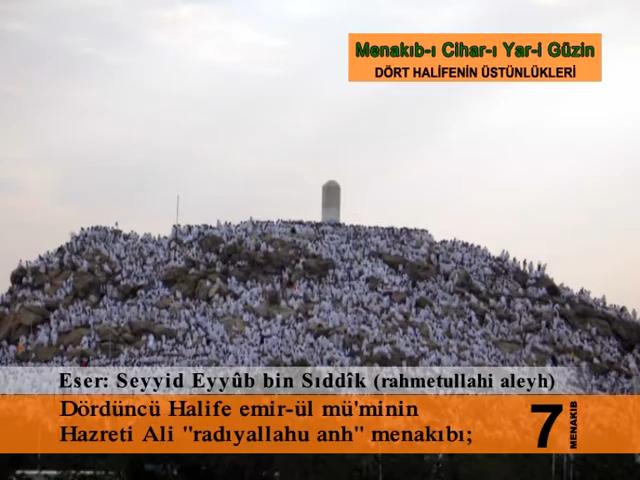 Menakıb-ı Cihar-ı Yar-i Güzin
DÖRT HALİFENİN ÜSTÜNLÜKLERİ
Eser: Seyyid Eyyûb bin Sıddîk (rahmetullahi aleyh)
Dördüncü Halife emir-ül mü'minin
Hazreti Ali "radıyallahu anh" menakıbı;
7
MENAKIB